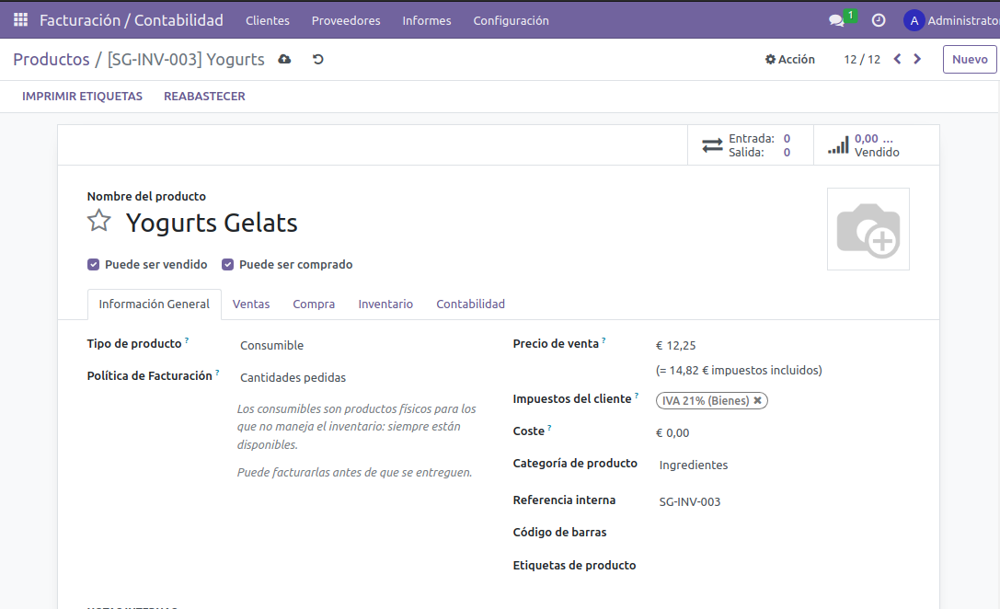 Facturación / Contabilidad Clientes Proveedores Informes Configuración 1 A Administrato
Productos / [SG-INV-003] Yogurts Acción 12 / 12 Nuevo
IMPRIMIR ETIQUETAS REABASTECER
Entrada: 0
Salida: 0
0,00 ...
Vendido
Nombre del producto
Yogurts Gelats
Puede ser vendido Puede ser comprado
Información General Ventas Compra Inventario Contabilidad
Tipo de producto ? Consumible
Política de Facturación ? Cantidades pedidas
Los consumibles son productos físicos para los
que no maneja el inventario: siempre están
disponibles.
Puede facturarlas antes de que se entreguen.
Precio de venta ? € 12,25
(= 14,82 € impuestos incluidos)
Impuestos del cliente ? IVA 21% (Bienes) ✖
Coste ? € 0,00
Categoría de producto Ingredientes
Referencia interna SG-INV-003
Código de barras
Etiquetas de producto